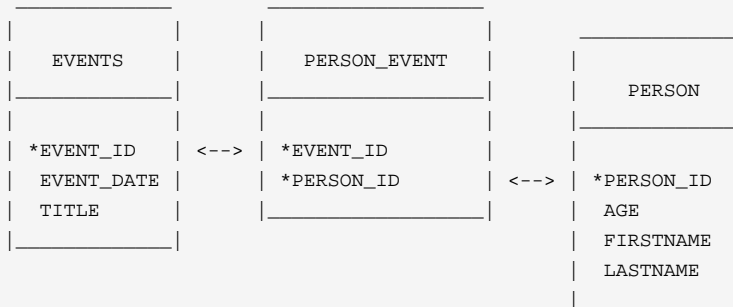 EVENTS
PERSON_EVENT
PERSON
*EVENT_ID <--> *EVENT_ID
EVENT_DATE *PERSON_ID <--> *PERSON_ID
TITLE AGE
FIRSTNAME
LASTNAME